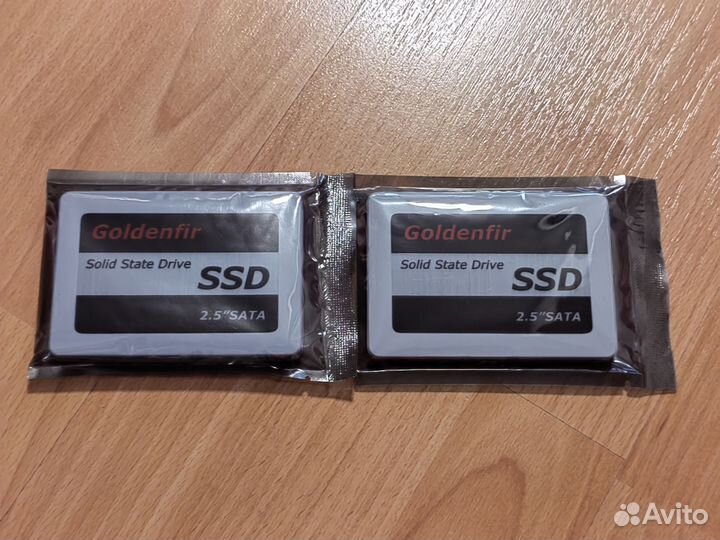 Goldenfir
Solid State Drive
SSD
2.5"SATA
Goldenfir
Solid State Drive
SSD
2.5"SATA
Avito